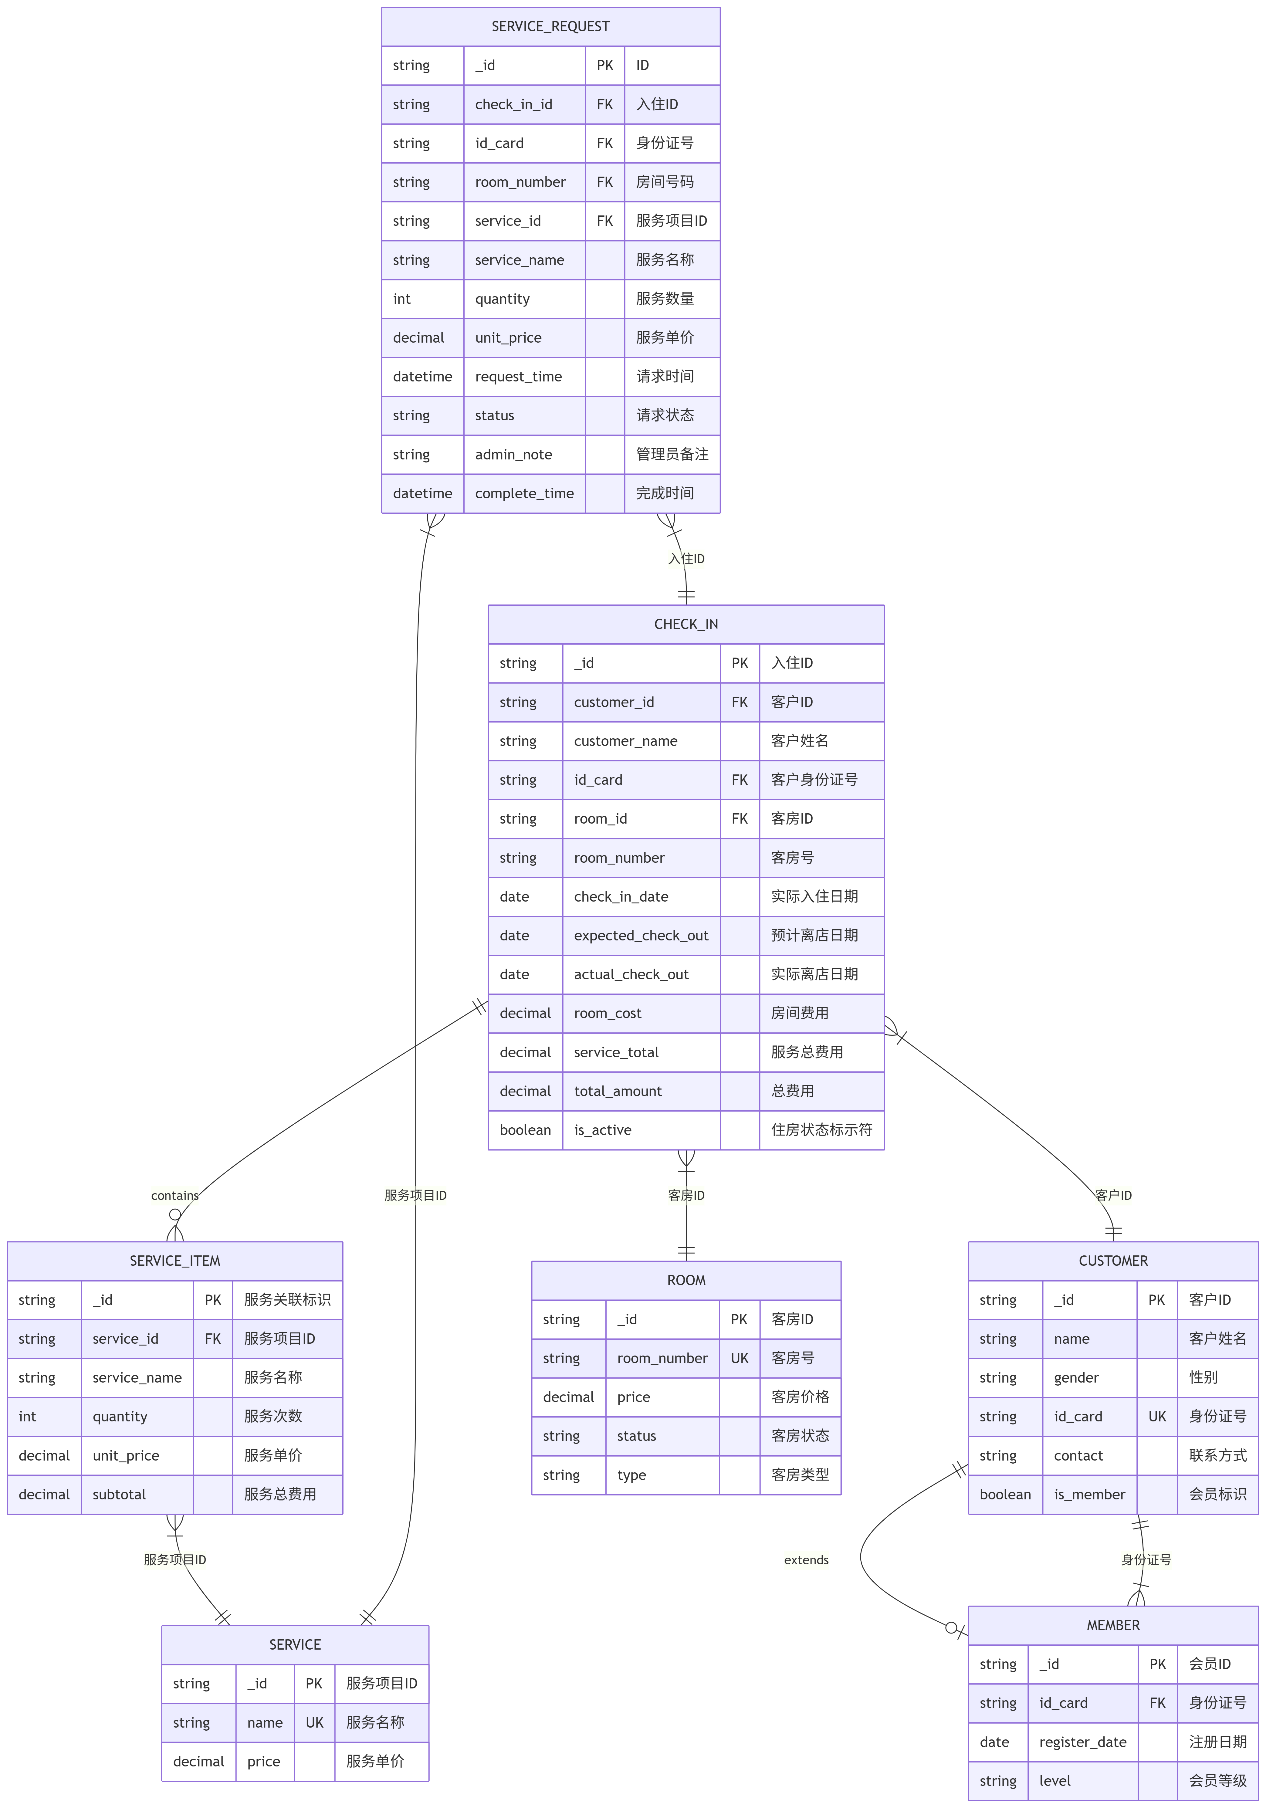 SERVICE_REQUEST
string _id PK ID
string check_in_id FK 入住ID
string id_card FK 身份证号
string room_number FK 房间号码
string service_id FK 服务项目ID
string service_name 服务名称
int quantity 服务数量
decimal unit_price 服务单价
datetime request_time 请求时间
string status 请求状态
string admin_note 管理员备注
datetime complete_time 完成时间
入住ID
CHECK_IN
string _id PK 入住ID
string customer_id FK 客户ID
string customer_name 客户姓名
string id_card FK 客户身份证号
string room_id FK 客房ID
string room_number 客房号
date check_in_date 实际入住日期
date expected_check_out 预计离店日期
date actual_check_out 实际离店日期
decimal room_cost 房间费用
decimal service_total 服务总费用
decimal total_amount 总费用
boolean is_active 住房状态标示符
contains
服务项目ID
客房ID
客户ID
SERVICE_ITEM
string _id PK 服务关联标识
string service_id FK 服务项目ID
string service_name 服务名称
int quantity 服务次数
decimal unit_price 服务单价
decimal subtotal 服务总费用
ROOM
string _id PK 客房ID
string room_number UK 客房号
decimal price 客房价格
string status 客房状态
string type 客房类型
CUSTOMER
string _id PK 客户ID
string name 客户姓名
string gender 性别
string id_card UK 身份证号
string contact 联系方式
boolean is_member 会员标识
服务项目ID
extends
身份证号
SERVICE
string _id PK 服务项目ID
string name UK 服务名称
decimal price 服务单价
MEMBER
string _id PK 会员ID
string id_card FK 身份证号
date register_date 注册日期
string level 会员等级